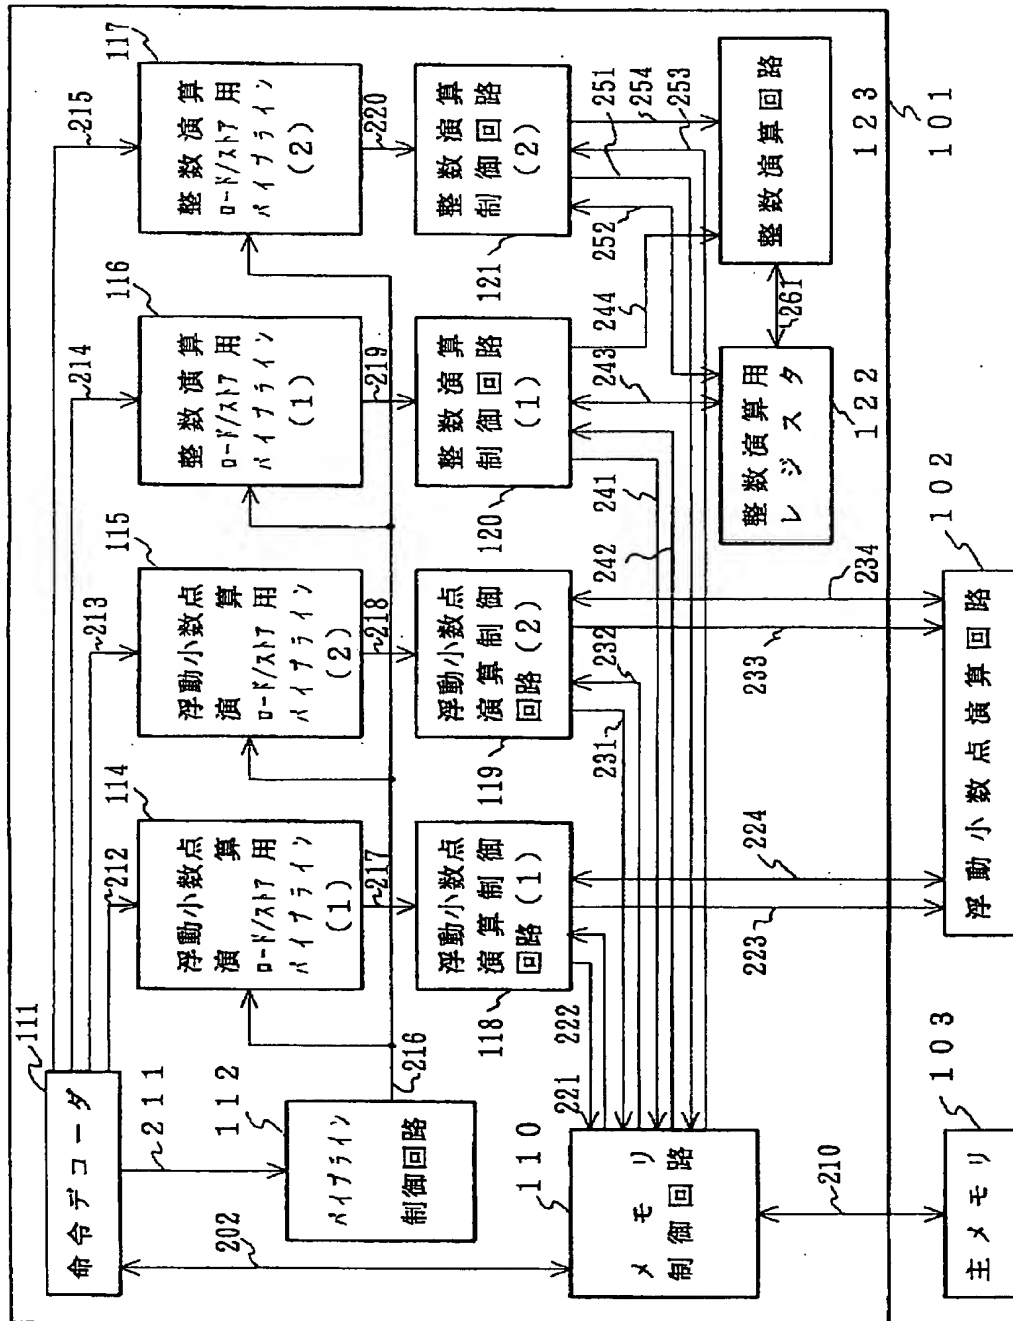 命令デコーダ
111
211
202
112
パイプライン
制御回路
216
212
213
214
215
114
浮動小数点
演算
ロード/ストア用
パイプライン
(1)
115
浮動小数点
演算
ロード/ストア用
パイプライン
(2)
116
整数演算
ロード/ストア用
パイプライン
(1)
117
整数演算
ロード/ストア用
パイプライン
(2)
217
218
219
220
浮動小数点
演算制御
回路(1)
118
浮動小数点
演算制御
回路(2)
119
整数演算
制御回路
(1)
120
整数演算
制御回路
(2)
121
221
222
231
232
242
241
243
244
252
251
254
253
110
メモリ
制御回路
整数演算用
レジスタ
122
261
整数演算回路
123
101
210
223
224
233
234
主メモリ
103
浮動小数点演算回路
102